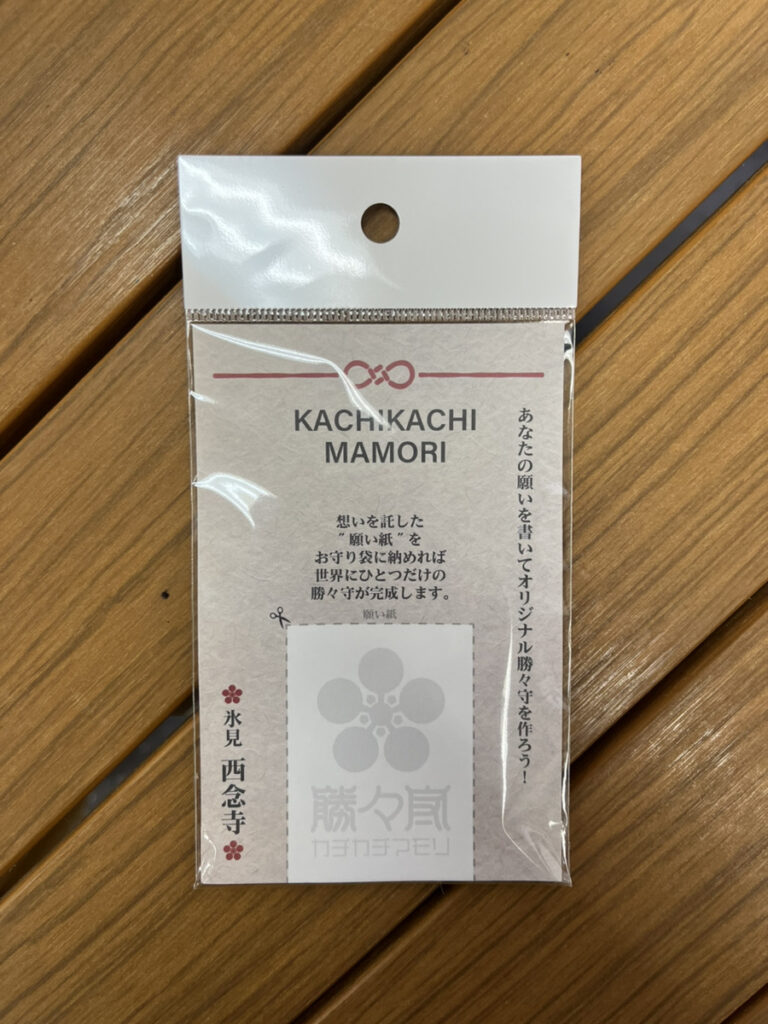 KACHIKACHI
MAMORI
あなたの願いを書いてオリジナル勝々守を作ろう！
想いを託した
〝願い紙〟を
お守り袋に納めれば
世界にひとつだけの
勝々守が完成します。
願い紙
勝々守
カチカチマモリ
氷見 西念寺